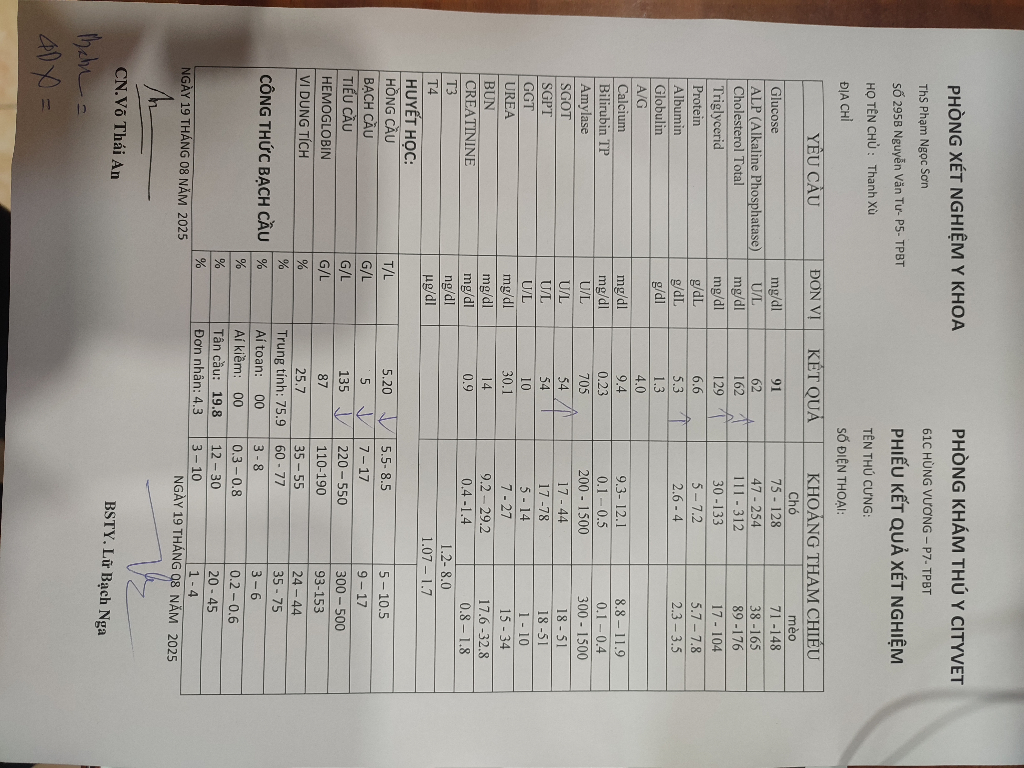 PHÒNG XÉT NGHIỆM Y KHOA PHÒNG KHÁM THÚ Y CITYVET
ThS Phạm Ngọc Sơn 61C HÙNG VƯƠNG – P7- TPBT
SỐ 295B Nguyễn Văn Tư- P5- TPBT PHIẾU KẾT QUẢ XÉT NGHIỆM
HỌ TÊN CHỦ : Thanh Xù TÊN THÚ CƯNG:
ĐỊA CHỈ SỐ ĐIỆN THOẠI:
YÊU CẦU ĐƠN VỊ KẾT QUẢ KHOẢNG THAM CHIẾU
Chó mèo
Glucose mg/dl 91 75 -128 71 -148
ALP (Alkaline Phosphatase) U/L 62 47 - 254 38 -165
Cholesterol Total mg/dl 162 111 - 312 89 -176
Triglycerid mg/dl 129 30 -133 17 - 104
Protein g/dL 6.6 5 – 7.2 5.7 – 7.8
Albumin g/dL 5.3 2.6 - 4 2.3 – 3.5
Globulin g/dl 1.3
A/G 4.0
Calcium mg/dl 9.4 9.3- 12.1 8.8 – 11.9
Bilirubin TP mg/dl 0.23 0.1 – 0.5 0.1 – 0.4
Amylase U/L 705 200 - 1500 300 - 1500
SGOT U/L 54 17 - 44 18 - 51
SGPT U/L 54 17 -78 18 - 51
GGT U/L 10 5 - 14 1 - 10
UREA mg/dl 30.1 7 - 27 15 - 34
BUN mg/dl 14 9.2 – 29.2 17.6 -32.8
CREATININE mg/dl 0.9 0.4 -1.4 0.8 – 1.8
T3 ng/dl 1.2- 8.0
T4 µg/dl 1.07 – 1.7
HUYẾT HỌC:
HỒNG CẦU T/L 5.20 5.5- 8.5 5 – 10.5
BẠCH CẦU G/L 5 7 – 17 9 – 17
TIỂU CẦU G/L 135 220 – 550 300 – 500
HEMOGLOBIN G/L 87 110-190 93-153
VI DUNG TÍCH % 25.7 35 – 55 24 – 44
CÔNG THỨC BẠCH CẦU % Trung tính: 75.9 60 - 77 35 - 75
% Ái toan: 00 3 - 8 3 – 6
% Ái kiềm: 00 0.3 – 0.8 0.2 – 0.6
% Tân cầu: 19.8 12 – 30 20 - 45
% Đơn nhân: 4.3 3 – 10 1 - 4
NGÀY 19 THÁNG 08 NĂM 2025 NGÀY 19 THÁNG 08 NĂM 2025
CN.Võ Thái An BSTY. Lữ Bạch Nga